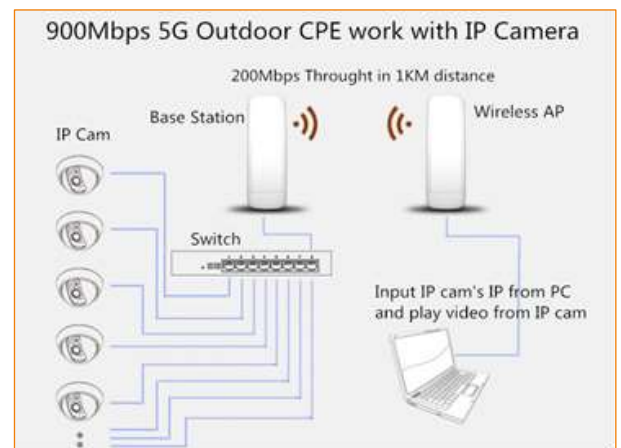 900Mbps 5G Outdoor CPE work with IP Camera
200Mbps Throught in 1KM distance
Base Station
Wireless AP
IP Cam
Switch
Input IP cam's IP from PC
and play video from IP cam